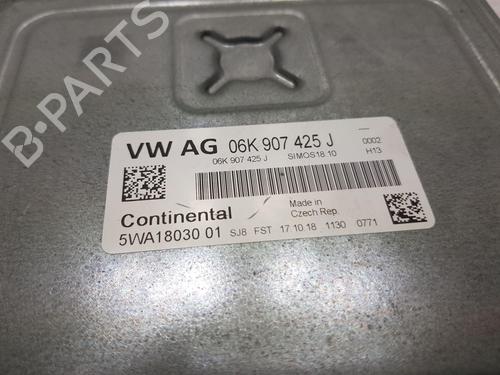 B-PARTS
VW AG 06K 907 425 J
0002
06K 907 425 J SIMOS18.10 H13
Continental
Made in
Czech Rep.
5WA18030 01 SJ8 FST 17.10.18 1130 0771